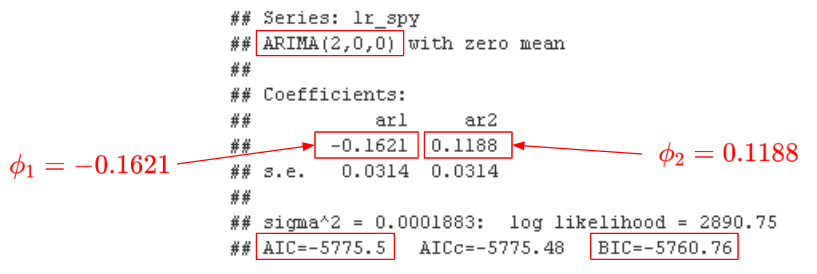 ## Series: lr_spy
## ARIMA(2,0,0) with zero mean
##
## Coefficients:
##           ar1     ar2
##       -0.1621  0.1188
ϕ₁ = −0.1621
ϕ₂ = 0.1188
## s.e.   0.0314  0.0314
##
## sigma^2 = 0.0001883:  log likelihood = 2890.75
## AIC=-5775.5   AICc=-5775.48   BIC=-5760.76